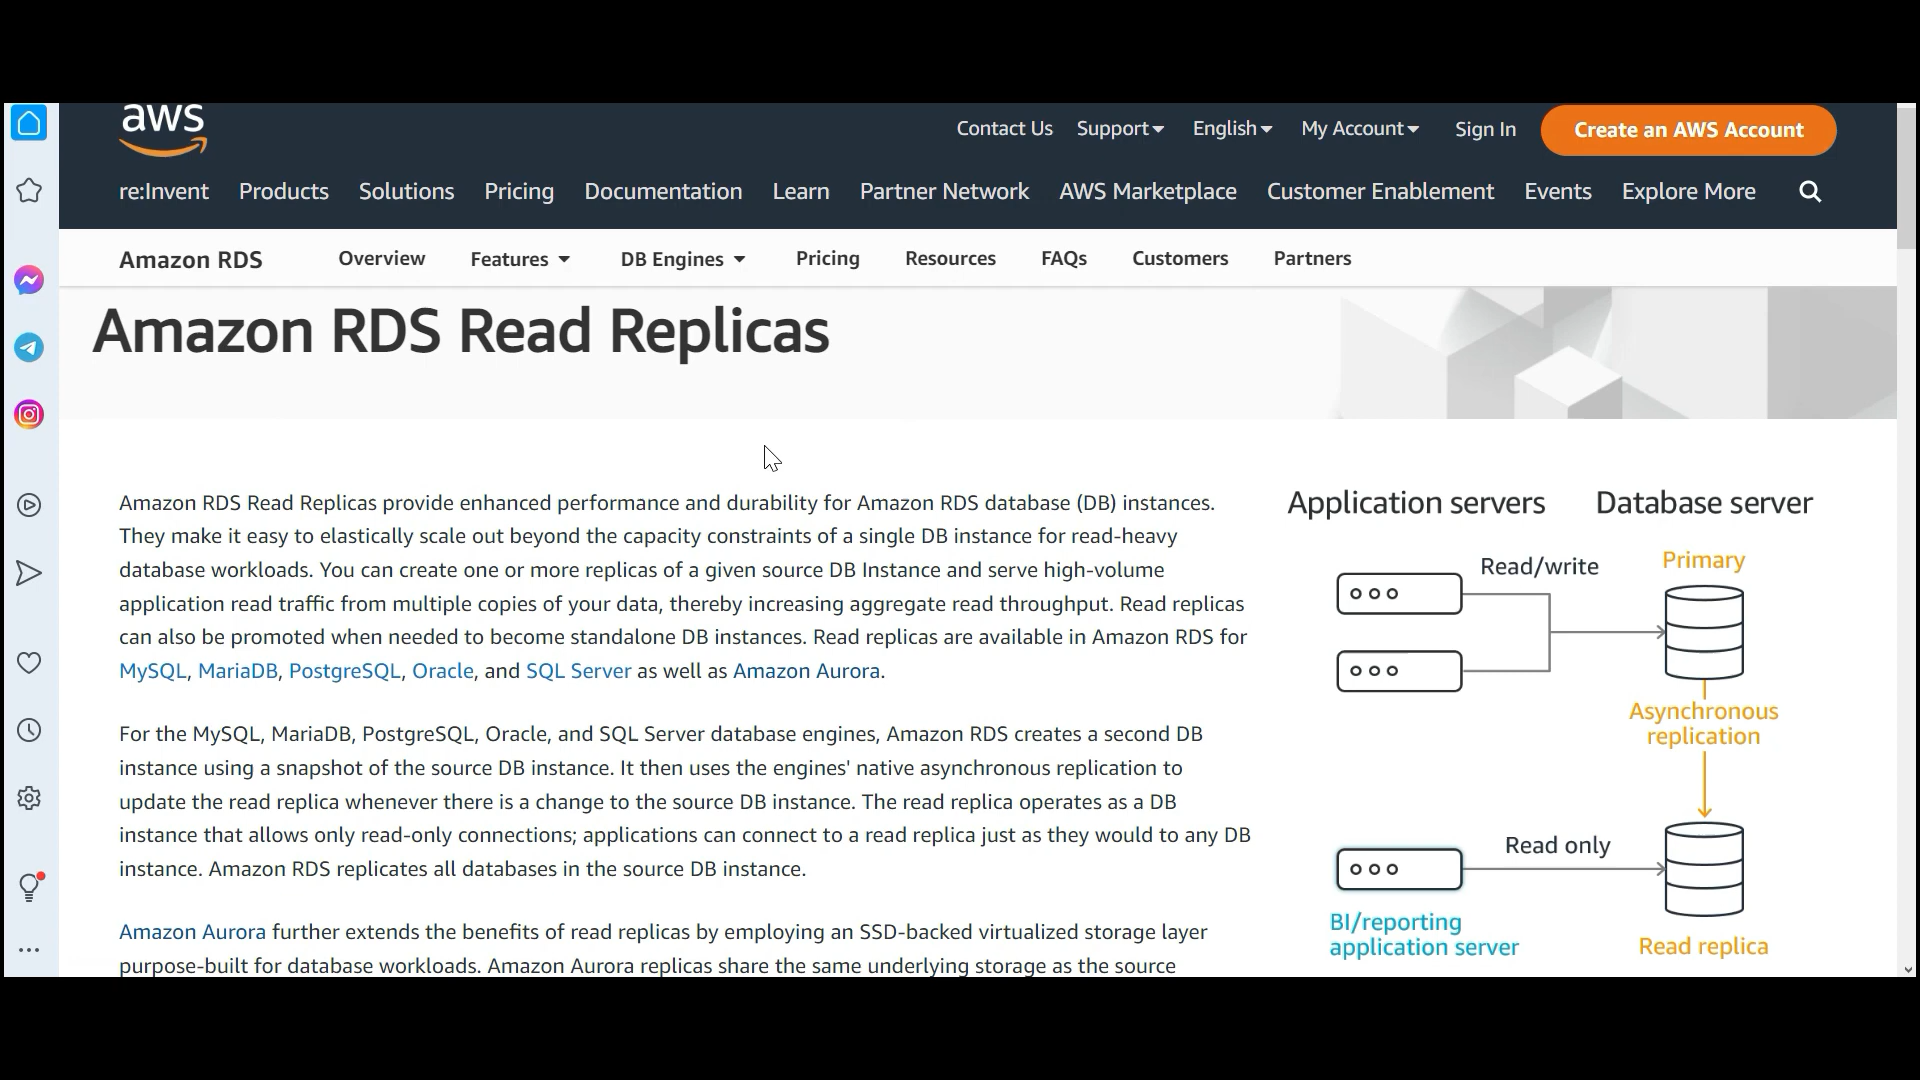 aws
Contact Us Support English My Account Sign In Create an AWS Account
re:Invent Products Solutions Pricing Documentation Learn Partner Network AWS Marketplace Customer Enablement Events Explore More
Amazon RDS Overview Features DB Engines Pricing Resources FAQs Customers Partners
Amazon RDS Read Replicas
Amazon RDS Read Replicas provide enhanced performance and durability for Amazon RDS database (DB) instances.
They make it easy to elastically scale out beyond the capacity constraints of a single DB instance for read-heavy
database workloads. You can create one or more replicas of a given source DB Instance and serve high-volume
application read traffic from multiple copies of your data, thereby increasing aggregate read throughput. Read replicas
can also be promoted when needed to become standalone DB instances. Read replicas are available in Amazon RDS for
MySQL, MariaDB, PostgreSQL, Oracle, and SQL Server as well as Amazon Aurora.
For the MySQL, MariaDB, PostgreSQL, Oracle, and SQL Server database engines, Amazon RDS creates a second DB
instance using a snapshot of the source DB instance. It then uses the engines' native asynchronous replication to
update the read replica whenever there is a change to the source DB instance. The read replica operates as a DB
instance that allows only read-only connections; applications can connect to a read replica just as they would to any DB
instance. Amazon RDS replicates all databases in the source DB instance.
Amazon Aurora further extends the benefits of read replicas by employing an SSD-backed virtualized storage layer
purpose-built for database workloads. Amazon Aurora replicas share the same underlying storage as the source
Application servers Database server
Read/write
Primary
Asynchronous
replication
Read only
BI/reporting
application server
Read replica